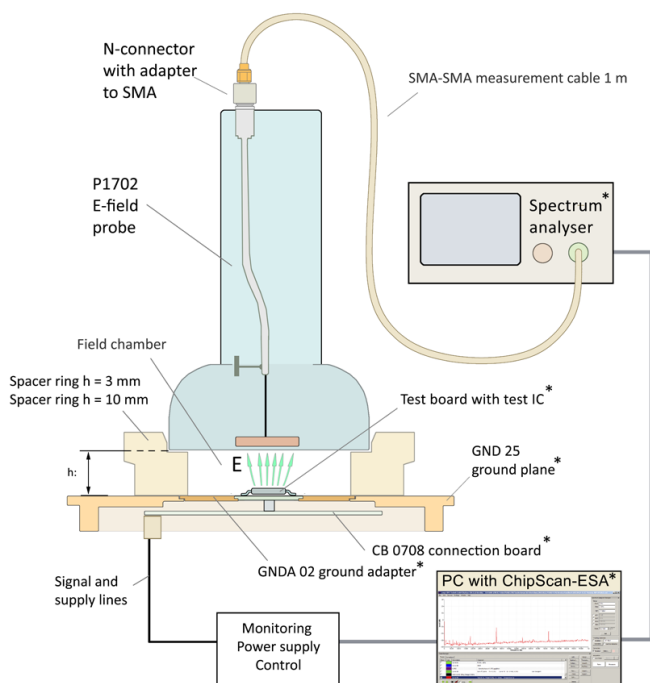 N-connector
with adapter
to SMA
SMA-SMA measurement cable 1 m
P1702
E-field
probe
Spectrum*
analyser
Field chamber
Spacer ring h = 3 mm
Spacer ring h = 10 mm
Test board with test IC*
E
h:
GND 25
ground plane*
CB 0708 connection board*
GNDA 02 ground adapter*
Signal and
supply lines
Monitoring
Power supply
Control
PC with ChipScan-ESA*